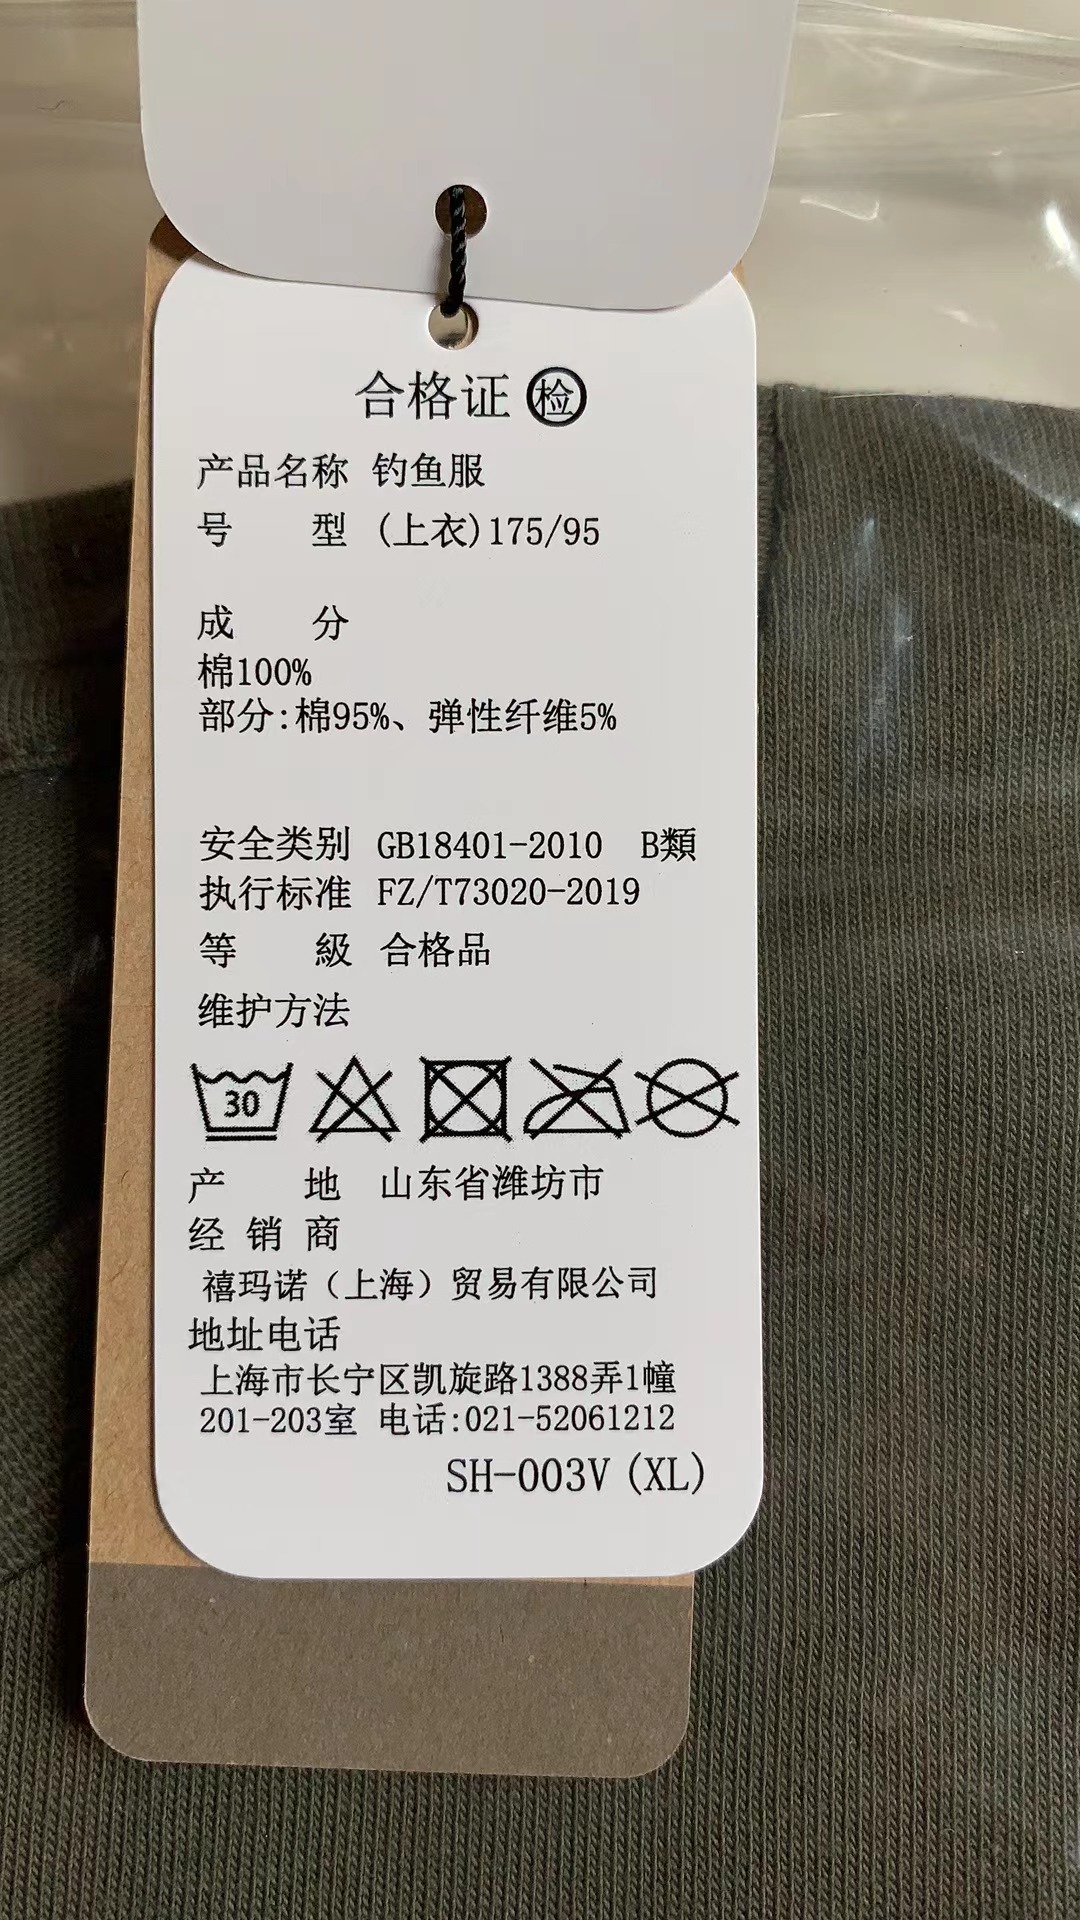 合格证 检
产品名称 钓鱼服
号 型 (上衣)175/95
成 分
棉100%
部分:棉95%、弹性纤维5%
安全类别 GB18401-2010 B類
执行标准 FZ/T73020-2019
等 級 合格品
维护方法
30
产 地 山东省潍坊市
经销商
禧玛诺（上海）贸易有限公司
地址电话
上海市长宁区凯旋路1388弄1幢
201-203室 电话:021-52061212
SH-003V(XL)